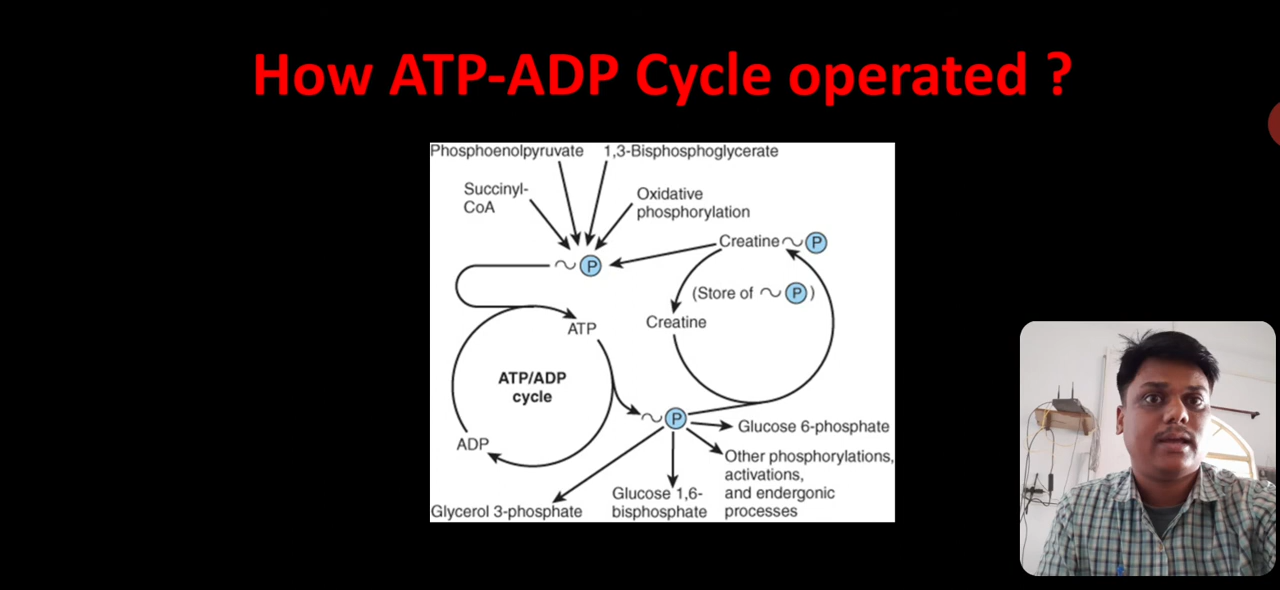 How ATP-ADP Cycle operated ?
Phosphoenolpyruvate 1,3-Bisphosphoglycerate
Succinyl-
CoA
Oxidative
phosphorylation
Creatine ~ P
~ P
(Store of ~ P)
ATP
Creatine
ATP/ADP
cycle
~ P
Glucose 6-phosphate
ADP
Other phosphorylations,
activations,
and endergonic
processes
Glucose 1,6-
bisphosphate
Glycerol 3-phosphate